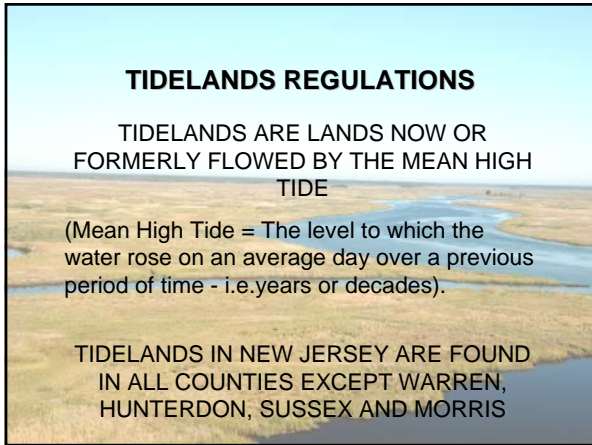 TIDELANDS REGULATIONS
TIDELANDS ARE LANDS NOW OR
FORMERLY FLOWED BY THE MEAN HIGH
TIDE
(Mean High Tide = The level to which the
water rose on an average day over a previous
period of time - i.e.years or decades).
TIDELANDS IN NEW JERSEY ARE FOUND
IN ALL COUNTIES EXCEPT WARREN,
HUNTERDON, SUSSEX AND MORRIS